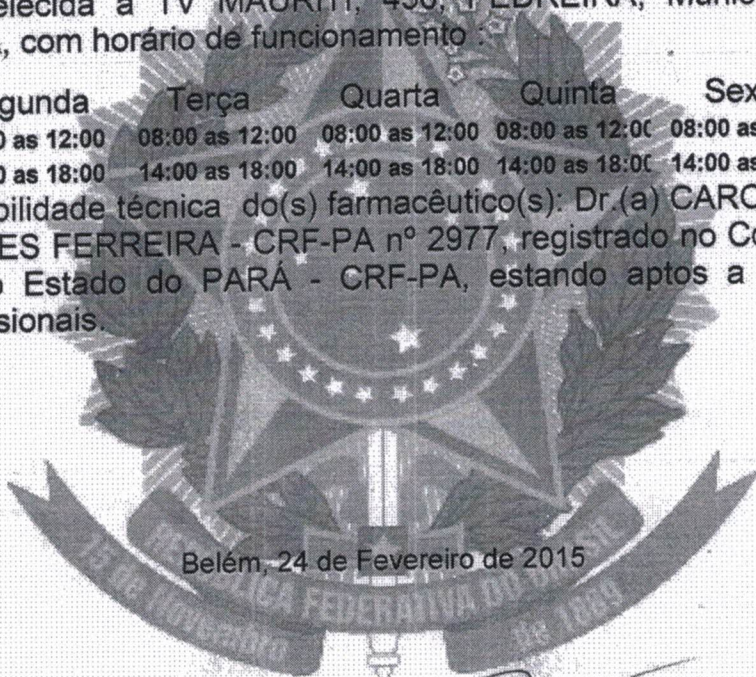 elecida à TV MAURITI, 450, PEDREIRA, Munic
, com horário de funcionamento :
gunda Terça Quarta Quinta Sex
0 as 12:00 08:00 as 12:00 08:00 as 12:00 08:00 as 12:00 08:00 as
0 as 18:00 14:00 as 18:00 14:00 as 18:00 14:00 as 18:00 14:00 as
bilidade técnica do(s) farmacêutico(s): Dr.(a) CARO
ES FERREIRA - CRF-PA nº 2977, registrado no Co
o Estado do PARÁ - CRF-PA, estando aptos a
sionais.
Belém, 24 de Fevereiro de 2015
REPÚBLICA FEDERATIVA DO BRASIL
15 de Novembro de 1889